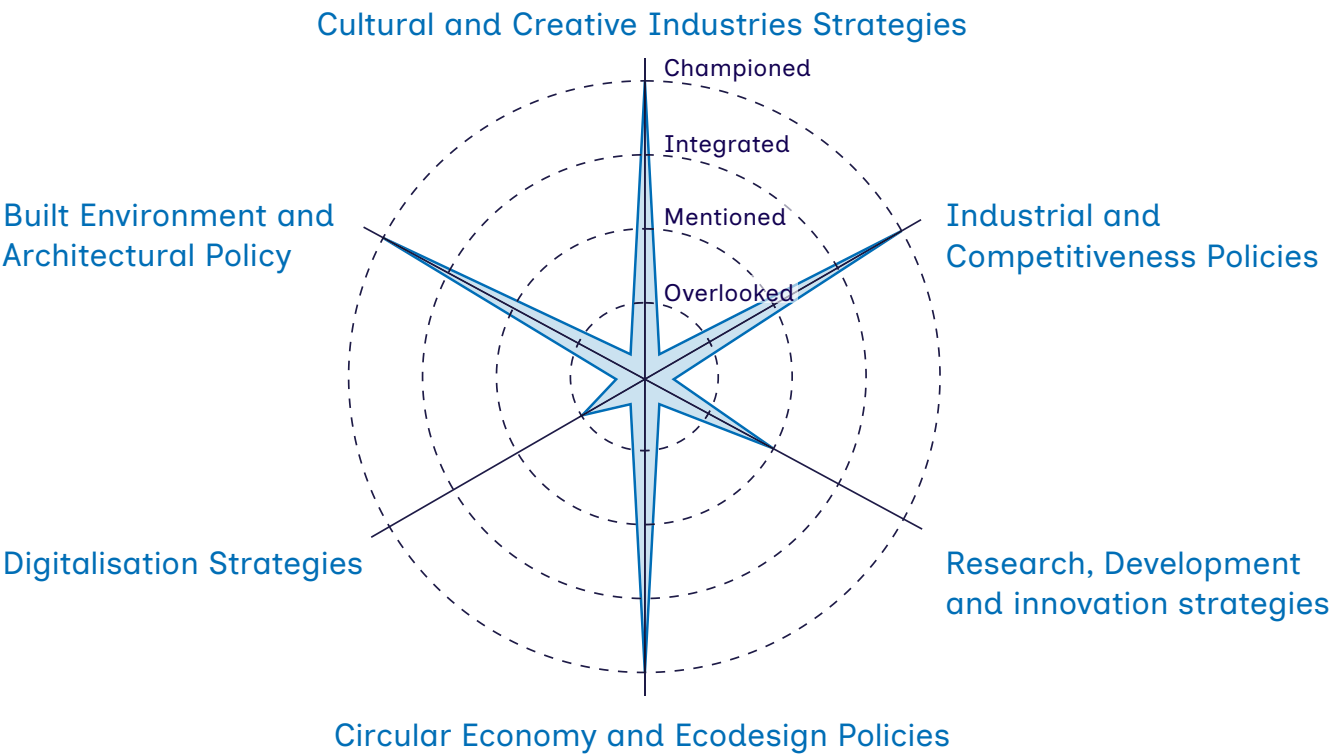 Cultural and Creative Industries Strategies
Championed
Integrated
Mentioned
Overlooked
Built Environment and
Architectural Policy
Industrial and
Competitiveness Policies
Digitalisation Strategies
Research, Development
and innovation strategies
Circular Economy and Ecodesign Policies